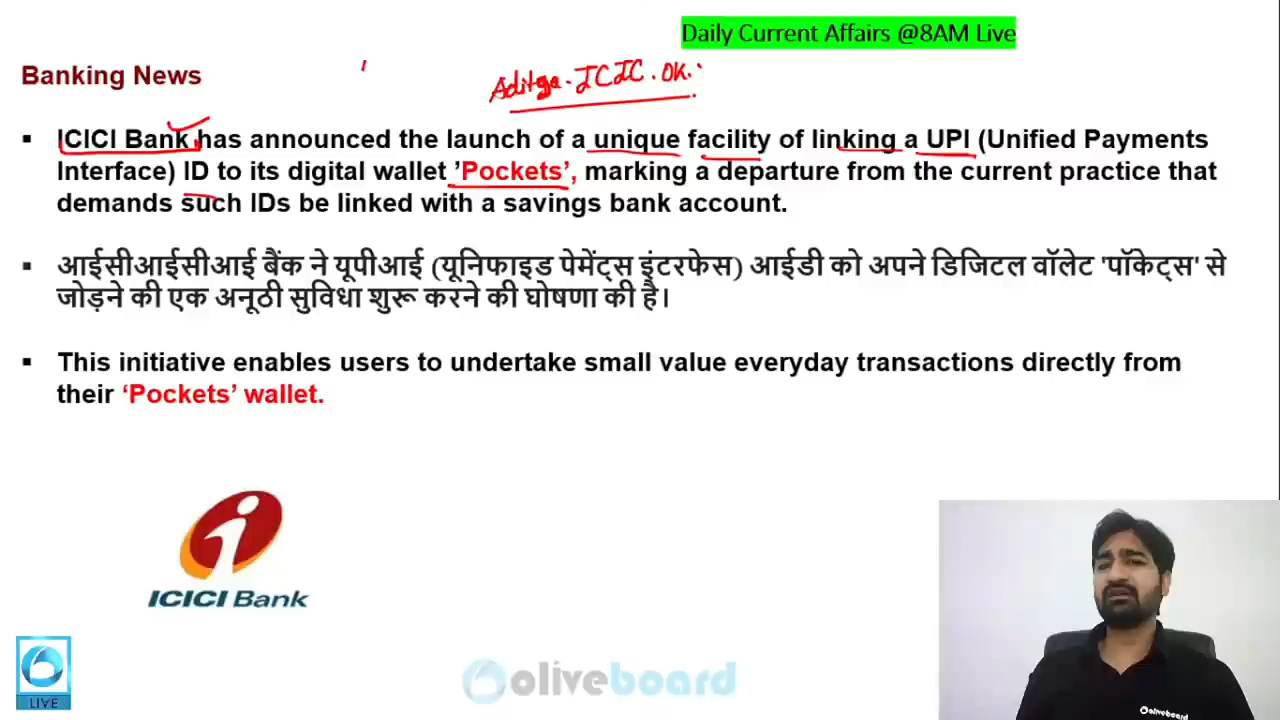 Daily Current Affairs @8AM Live
Banking News
Aditya.ICIC.OK.
▪ ICICI Bank has announced the launch of a unique facility of linking a UPI (Unified Payments
Interface) ID to its digital wallet ’Pockets’, marking a departure from the current practice that
demands such IDs be linked with a savings bank account.
▪ आईसीआईसीआई बैंक ने यूपीआई (यूनिफाइड पेमेंट्स इंटरफेस) आईडी को अपने डिजिटल वॉलेट 'पॉकेट्स' से
जोड़ने की एक अनूठी सुविधा शुरू करने की घोषणा की है।
▪ This initiative enables users to undertake small value everyday transactions directly from
their ‘Pockets’ wallet.
ICICI Bank
LIVE
oliveboard
oliveboard